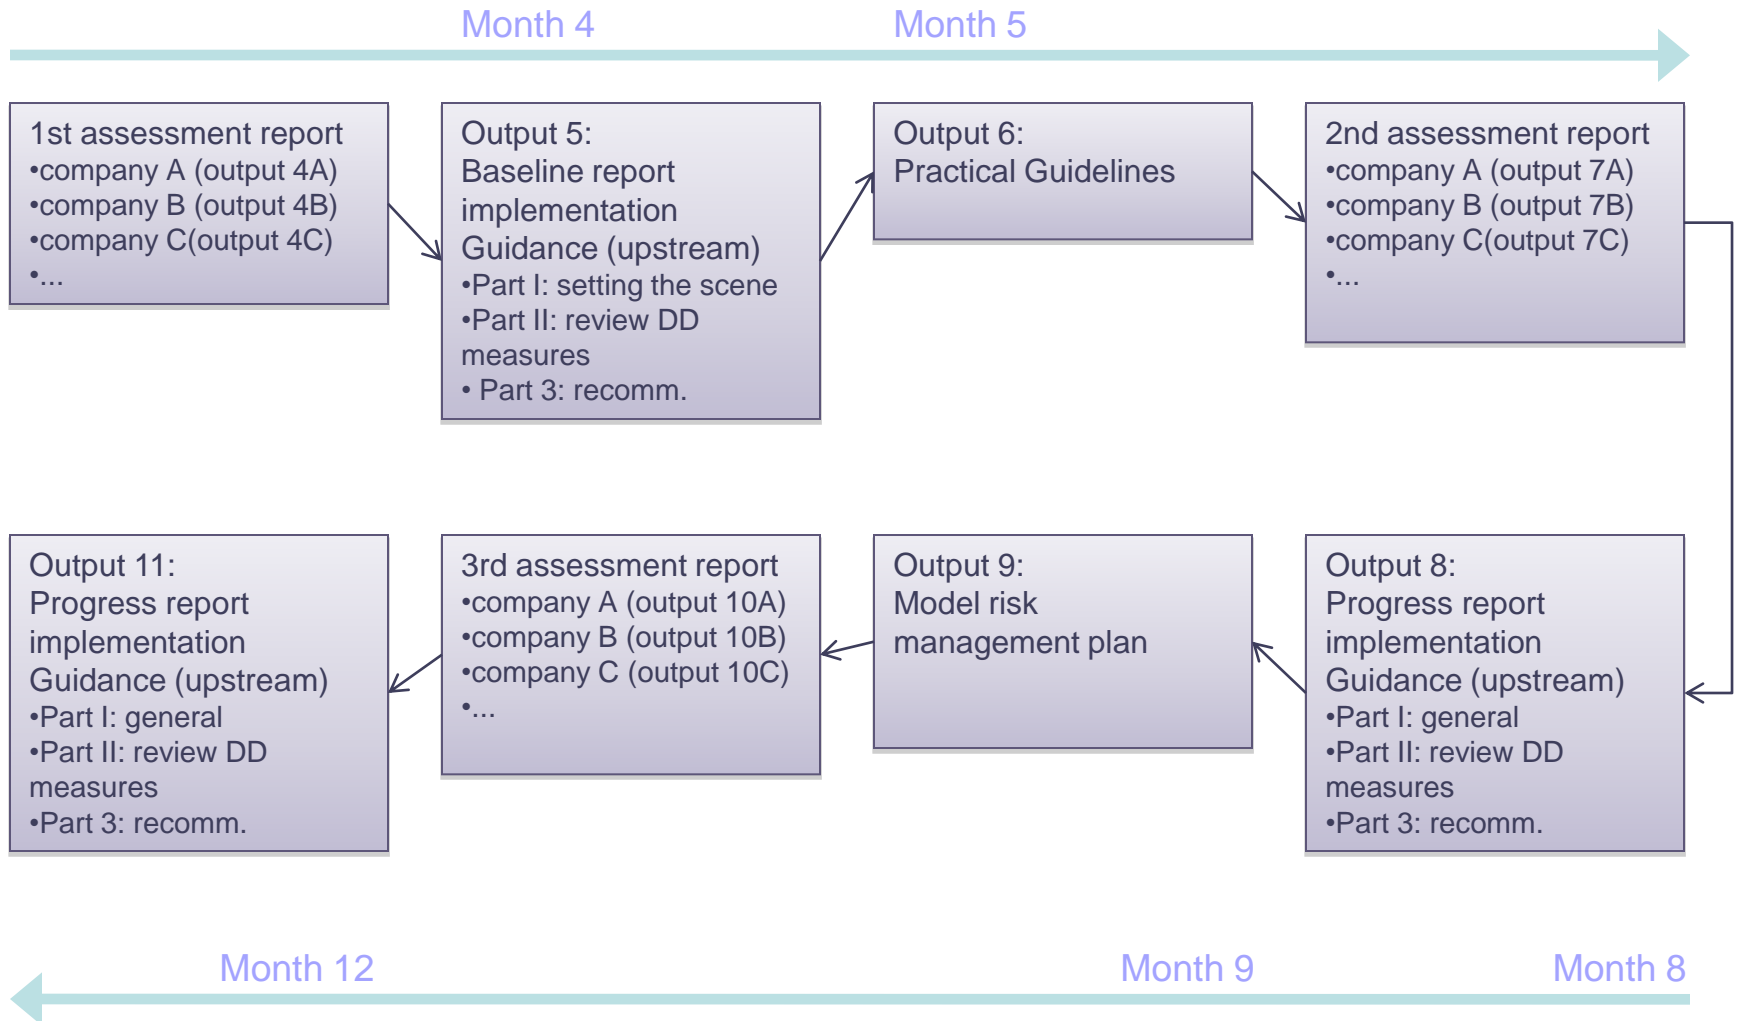 Month 4
Month 5
1st assessment report
•company A (output 4A)
•company B (output 4B)
•company C(output 4C)
•...
Output 5:
Baseline report
implementation
Guidance (upstream)
•Part I: setting the scene
•Part II: review DD
measures
• Part 3: recomm.
Output 6:
Practical Guidelines
2nd assessment report
•company A (output 7A)
•company B (output 7B)
•company C(output 7C)
•...
Output 11:
Progress report
implementation
Guidance (upstream)
•Part I: general
•Part II: review DD
measures
•Part 3: recomm.
3rd assessment report
•company A (output 10A)
•company B (output 10B)
•company C (output 10C)
•...
Output 9:
Model risk
management plan
Output 8:
Progress report
implementation
Guidance (upstream)
•Part I: general
•Part II: review DD
measures
•Part 3: recomm.
Month 12
Month 9
Month 8